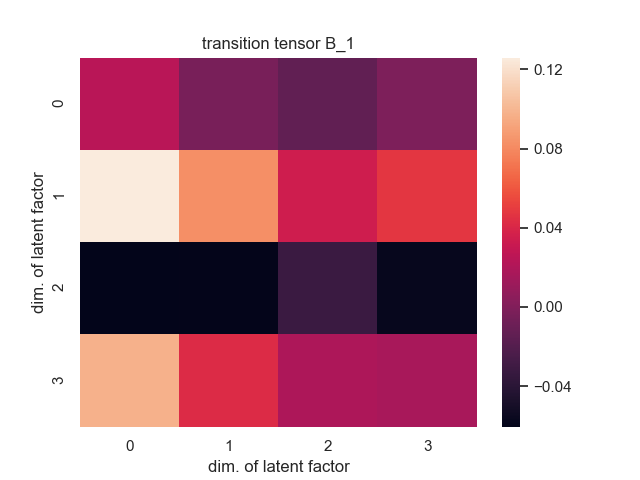 transition tensor B_1
dim. of latent factor
0
1
2
3
0 1 2 3
dim. of latent factor
0.12
0.08
0.04
0.00
−0.04